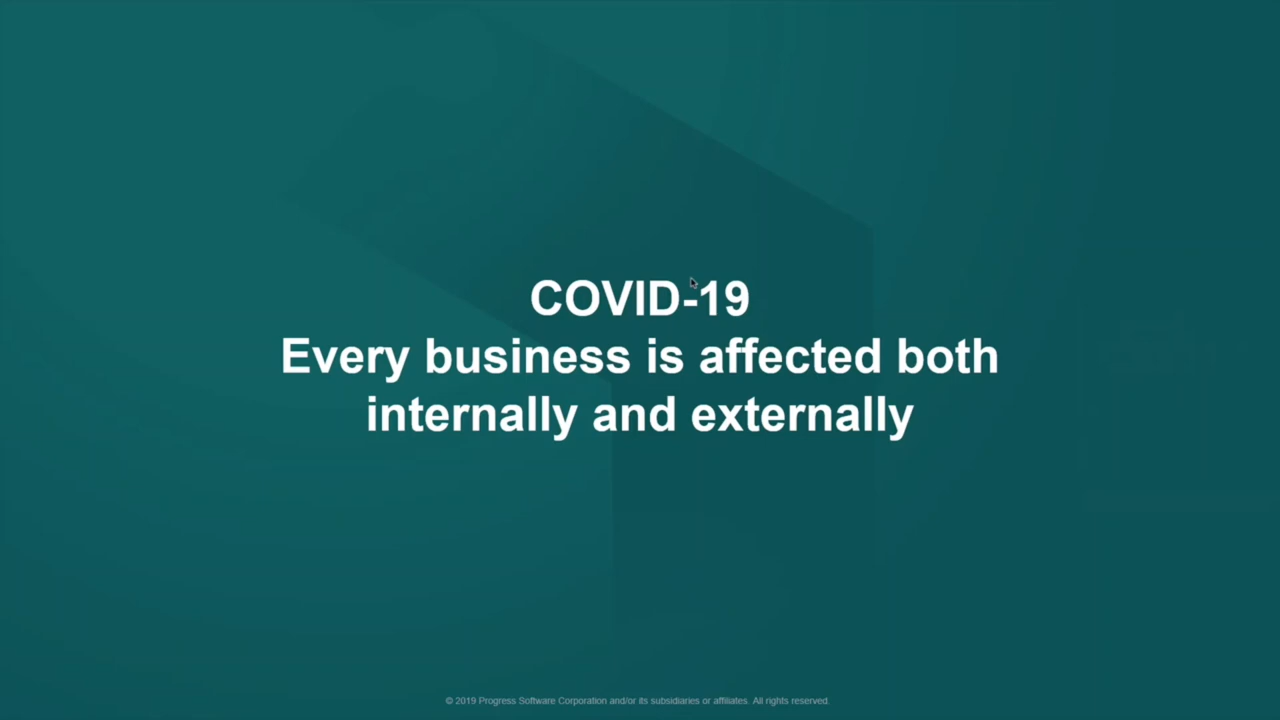 COVID-19
Every business is affected both
internally and externally
© 2019 Progress Software Corporation and/or its subsidiaries or affiliates. All rights reserved.